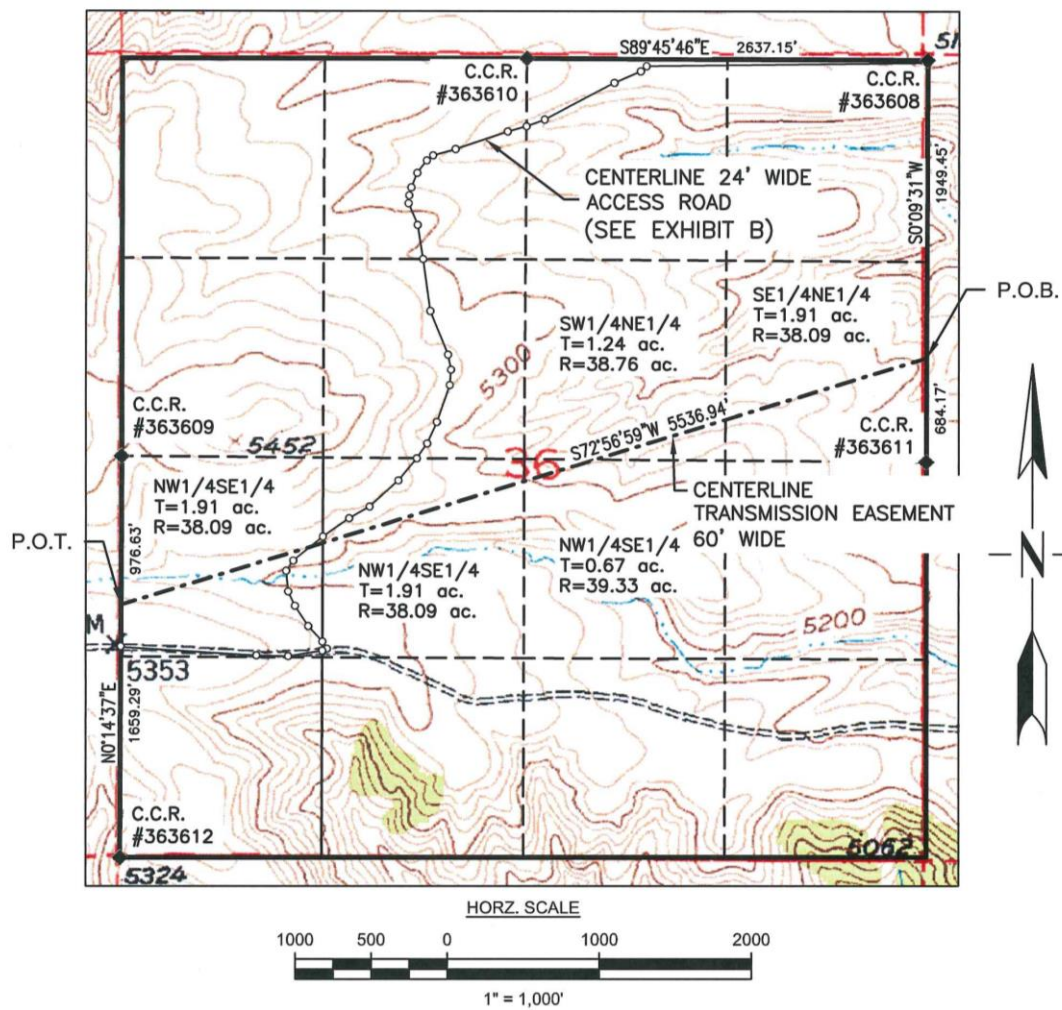 S89°45'46"E 2637.15'
51
C.C.R.
#363610
C.C.R.
#363608
CENTERLINE 24' WIDE
ACCESS ROAD
(SEE EXHIBIT B)
S0°09'31"W
1949.45'
P.O.B.
SE1/4NE1/4
T=1.91 ac.
R=38.09 ac.
SW1/4NE1/4
T=1.24 ac.
R=38.76 ac.
5300
C.C.R.
#363609
5452
S72°56'59"W 5536.94'
36
C.C.R.
#363611
684.17'
NW1/4SE1/4
T=1.91 ac.
R=38.09 ac.
CENTERLINE
TRANSMISSION EASEMENT
60' WIDE
P.O.T.
976.63'
NW1/4SE1/4
T=1.91 ac.
R=38.09 ac.
NW1/4SE1/4
T=0.67 ac.
R=39.33 ac.
N
M
5200
5353
N0°14'37"E
1659.29'
C.C.R.
#363612
5062
5324
HORZ. SCALE
1000 500 0 1000 2000
1" = 1,000'